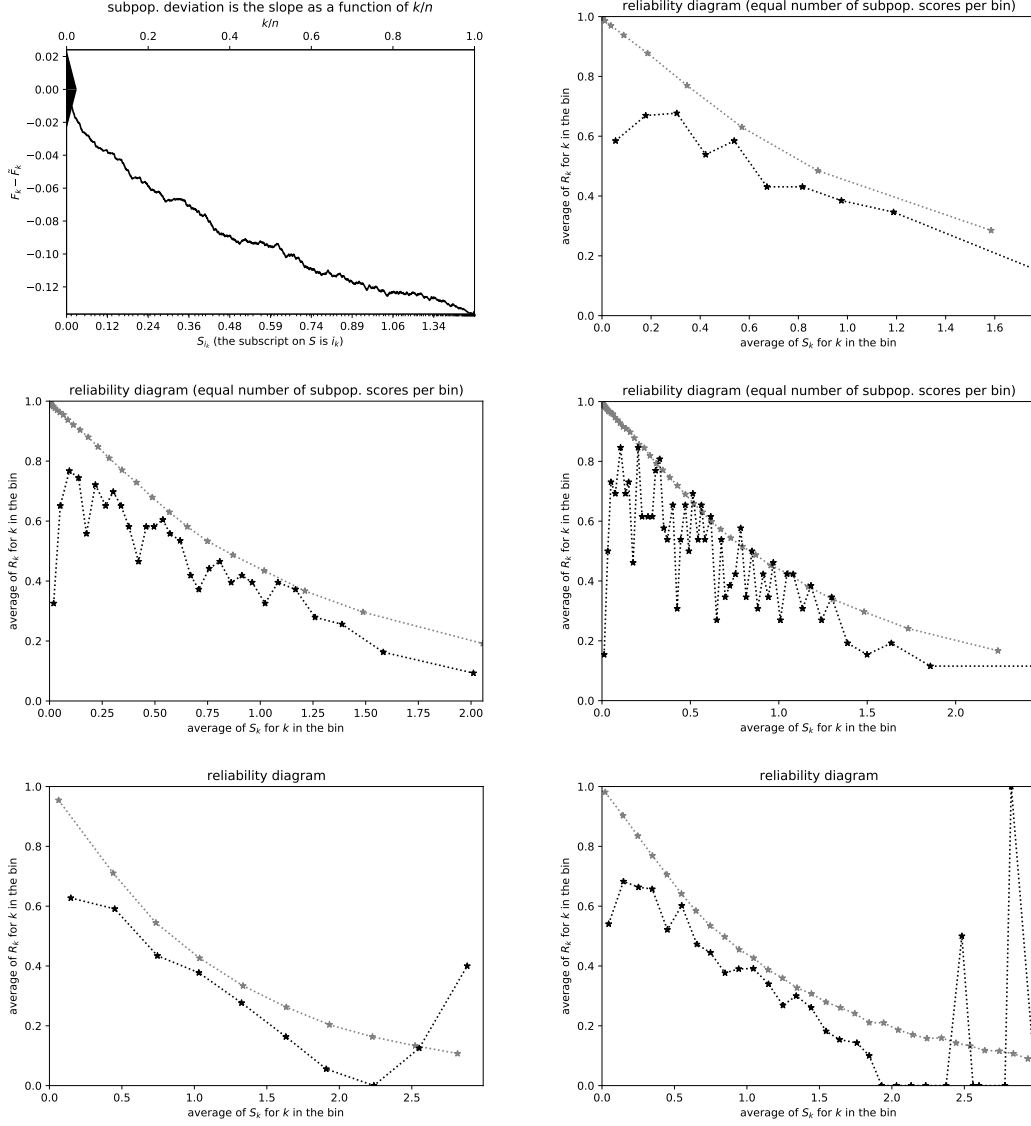 subpop. deviation is the slope as a function of k/n
k/n
0.0 0.2 0.4 0.6 0.8 1.0
0.02
0.00
−0.02
−0.04
−0.06
−0.08
−0.10
−0.12
F_k − F̃_k
0.00 0.12 0.24 0.36 0.48 0.59 0.74 0.89 1.06 1.34
S_{i_k} (the subscript on S is i_k)
reliability diagram (equal number of subpop. scores per bin)
1.0
0.8
0.6
0.4
0.2
0.0
average of R_k for k in the bin
0.0 0.2 0.4 0.6 0.8 1.0 1.2 1.4 1.6
average of S_k for k in the bin
reliability diagram (equal number of subpop. scores per bin)
1.0
0.8
0.6
0.4
0.2
0.0
average of R_k for k in the bin
0.00 0.25 0.50 0.75 1.00 1.25 1.50 1.75 2.00
average of S_k for k in the bin
reliability diagram (equal number of subpop. scores per bin)
1.0
0.8
0.6
0.4
0.2
0.0
average of R_k for k in the bin
0.0 0.5 1.0 1.5 2.0
average of S_k for k in the bin
reliability diagram
1.0
0.8
0.6
0.4
0.2
0.0
average of R_k for k in the bin
0.0 0.5 1.0 1.5 2.0 2.5
average of S_k for k in the bin
reliability diagram
1.0
0.8
0.6
0.4
0.2
0.0
average of R_k for k in the bin
0.0 0.5 1.0 1.5 2.0 2.5
average of S_k for k in the bin